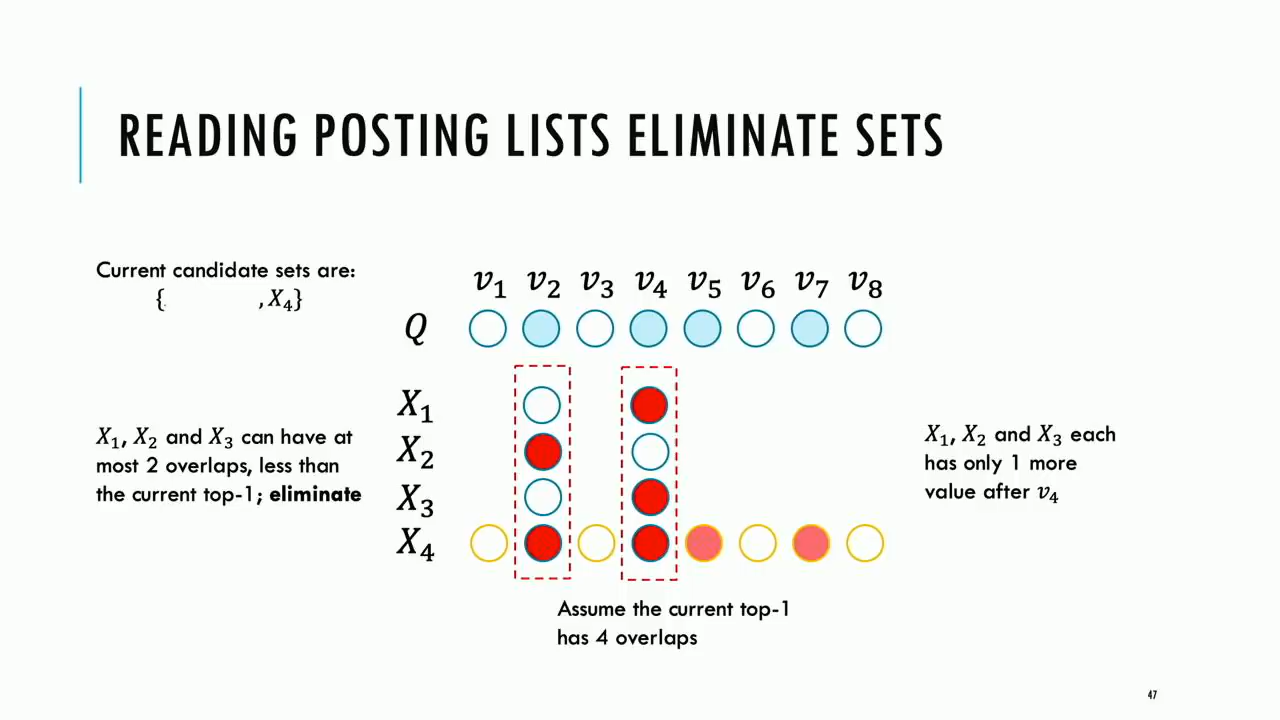 READING POSTING LISTS ELIMINATE SETS
Current candidate sets are:
{ , X₄}
v₁ v₂ v₃ v₄ v₅ v₆ v₇ v₈
Q
X₁
X₂
X₃
X₄
X₁, X₂ and X₃ can have at
most 2 overlaps, less than
the current top-1; eliminate
X₁, X₂ and X₃ each
has only 1 more
value after v₄
Assume the current top-1
has 4 overlaps
47